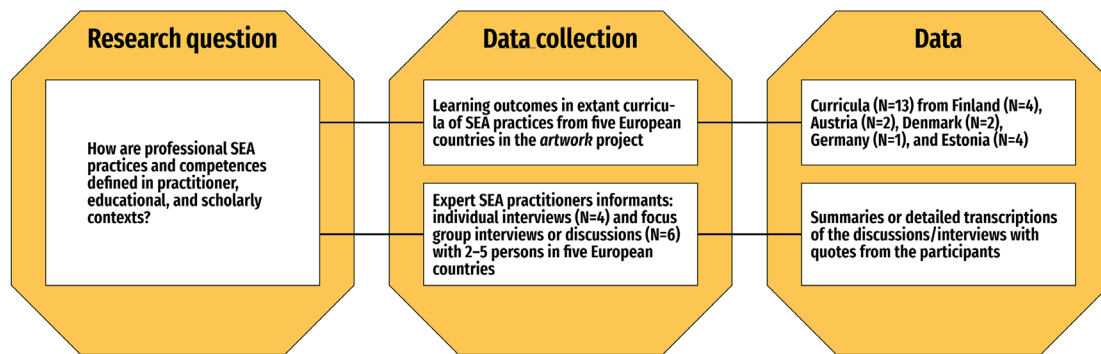 Research question
How are professional SEA
practices and competences
defined in practitioner,
educational, and scholarly
contexts?
Data collection
Learning outcomes in extant curricu-
la of SEA practices from five European
countries in the artwork project
Expert SEA practitioners informants:
individual interviews (N=4) and focus
group interviews or discussions (N=6)
with 2–5 persons in five European
countries
Data
Curricula (N=13) from Finland (N=4),
Austria (N=2), Denmark (N=2),
Germany (N=1), and Estonia (N=4)
Summaries or detailed transcriptions
of the discussions/interviews with
quotes from the participants